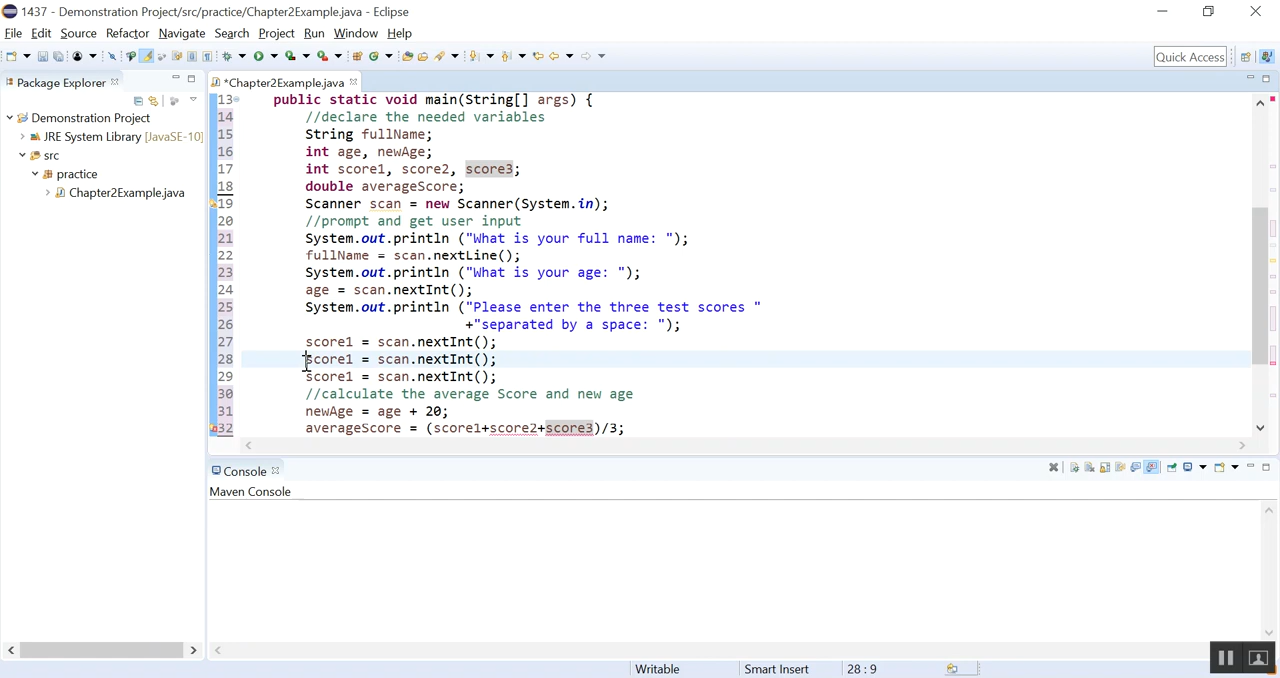 1437 - Demonstration Project/src/practice/Chapter2Example.java - Eclipse
File Edit Source Refactor Navigate Search Project Run Window Help
Quick Access
Package Explorer
*Chapter2Example.java
Demonstration Project
JRE System Library [JavaSE-10]
src
practice
Chapter2Example.java
13 public static void main(String[] args) {
14 //declare the needed variables
15 String fullName;
16 int age, newAge;
17 int score1, score2, score3;
18 double averageScore;
19 Scanner scan = new Scanner(System.in);
20 //prompt and get user input
21 System.out.println ("What is your full name: ");
22 fullName = scan.nextLine();
23 System.out.println ("What is your age: ");
24 age = scan.nextInt();
25 System.out.println ("Please enter the three test scores "
26 +"separated by a space: ");
27 score1 = scan.nextInt();
28 score1 = scan.nextInt();
29 score1 = scan.nextInt();
30 //calculate the average Score and new age
31 newAge = age + 20;
32 averageScore = (score1+score2+score3)/3;
Console
Maven Console
Writable Smart Insert 28 : 9